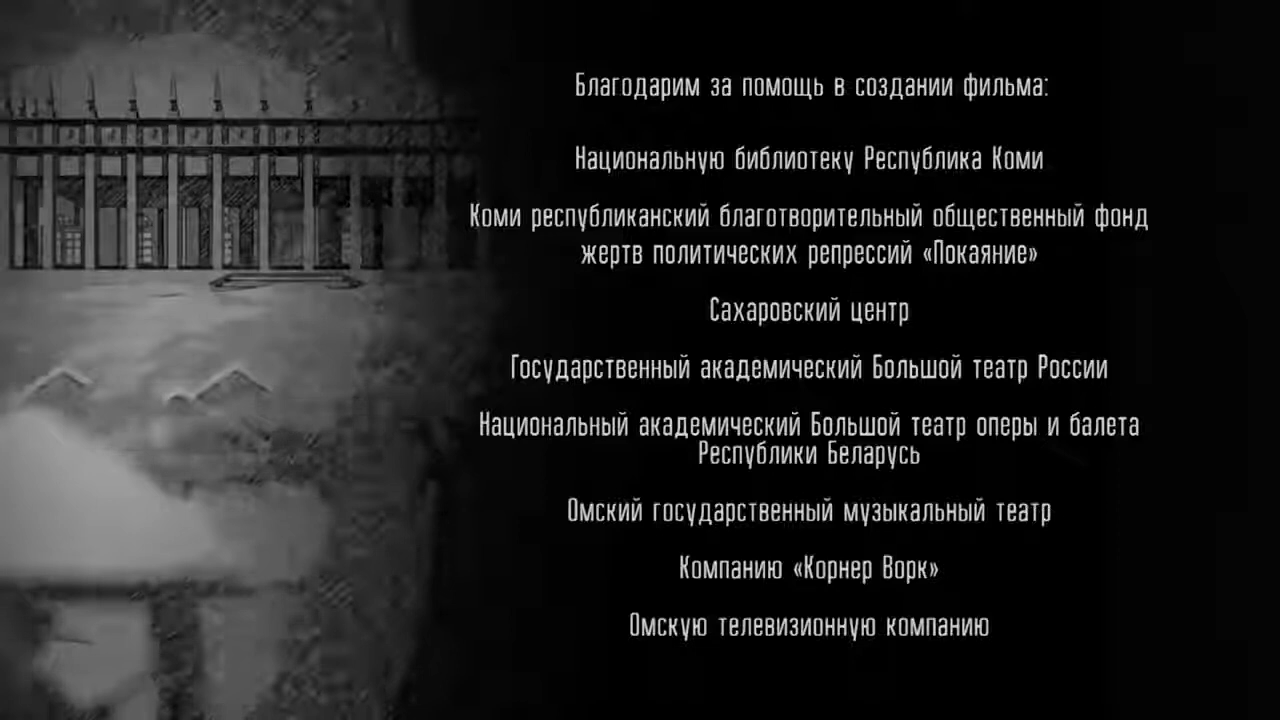 Благодарим за помощь в создании фильма:
Национальную библиотеку Республика Коми
Коми республиканский благотворительный общественный фонд
жертв политических репрессий «Покаяние»
Сахаровский центр
Государственный академический Большой театр России
Национальный академический Большой театр оперы и балета
Республики Беларусь
Омский государственный музыкальный театр
Компанию «Корнер Ворк»
Омскую телевизионную компанию